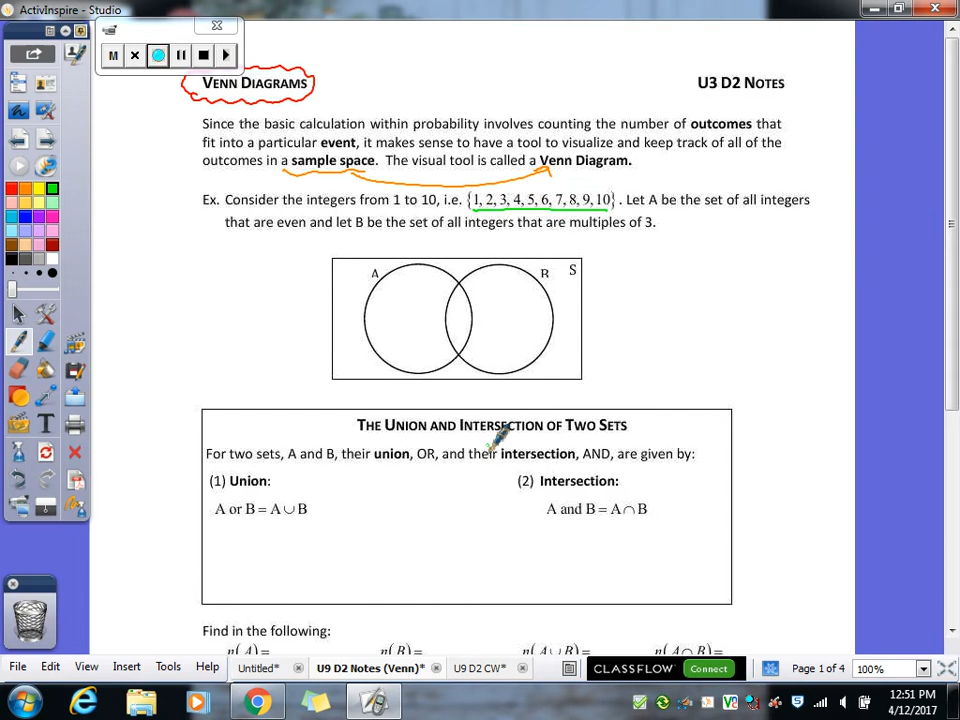 ActivInspire - Studio
M
VENN DIAGRAMS
U3 D2 NOTES
Since the basic calculation within probability involves counting the number of outcomes that
fit into a particular event, it makes sense to have a tool to visualize and keep track of all of the
outcomes in a sample space. The visual tool is called a Venn Diagram.
Ex. Consider the integers from 1 to 10, i.e. {1, 2, 3, 4, 5, 6, 7, 8, 9, 10}. Let A be the set of all integers
that are even and let B be the set of all integers that are multiples of 3.
A B S
THE UNION AND INTERSECTION OF TWO SETS
For two sets, A and B, their union, OR, and their intersection, AND, are given by:
(1) Union: (2) Intersection:
A or B = A ∪ B A and B = A ∩ B
Find in the following:
n(A)= n(B)= n(A∪B)= n(A∩B)=
File Edit View Insert Tools Help Untitled* U9 D2 Notes (Venn)* U9 D2 CW* CLASSFLOW Connect Page 1 of 4 100%
12:51 PM
4/12/2017